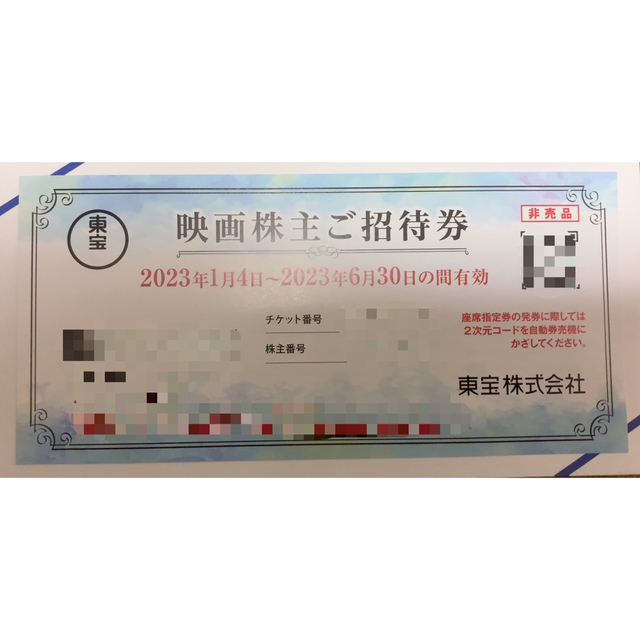 東宝
映画株主ご招待券
非売品
2023年1月4日～2023年6月30日の間有効
チケット番号
株主番号
座席指定券の発券に際しては
2次元コードを自動券売機に
かざしてください。
東宝株式会社